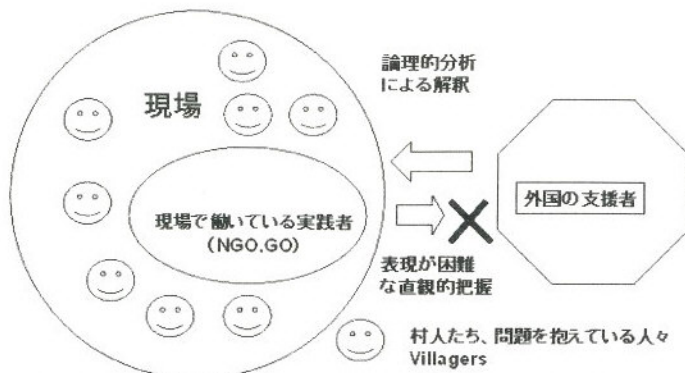 論理的分析
による解釈
現場
外国の支援者
現場で働いている実践者
(NGO.GO)
表現が困難
な直観的把握
村人たち、問題を抱えている人々
Villagers